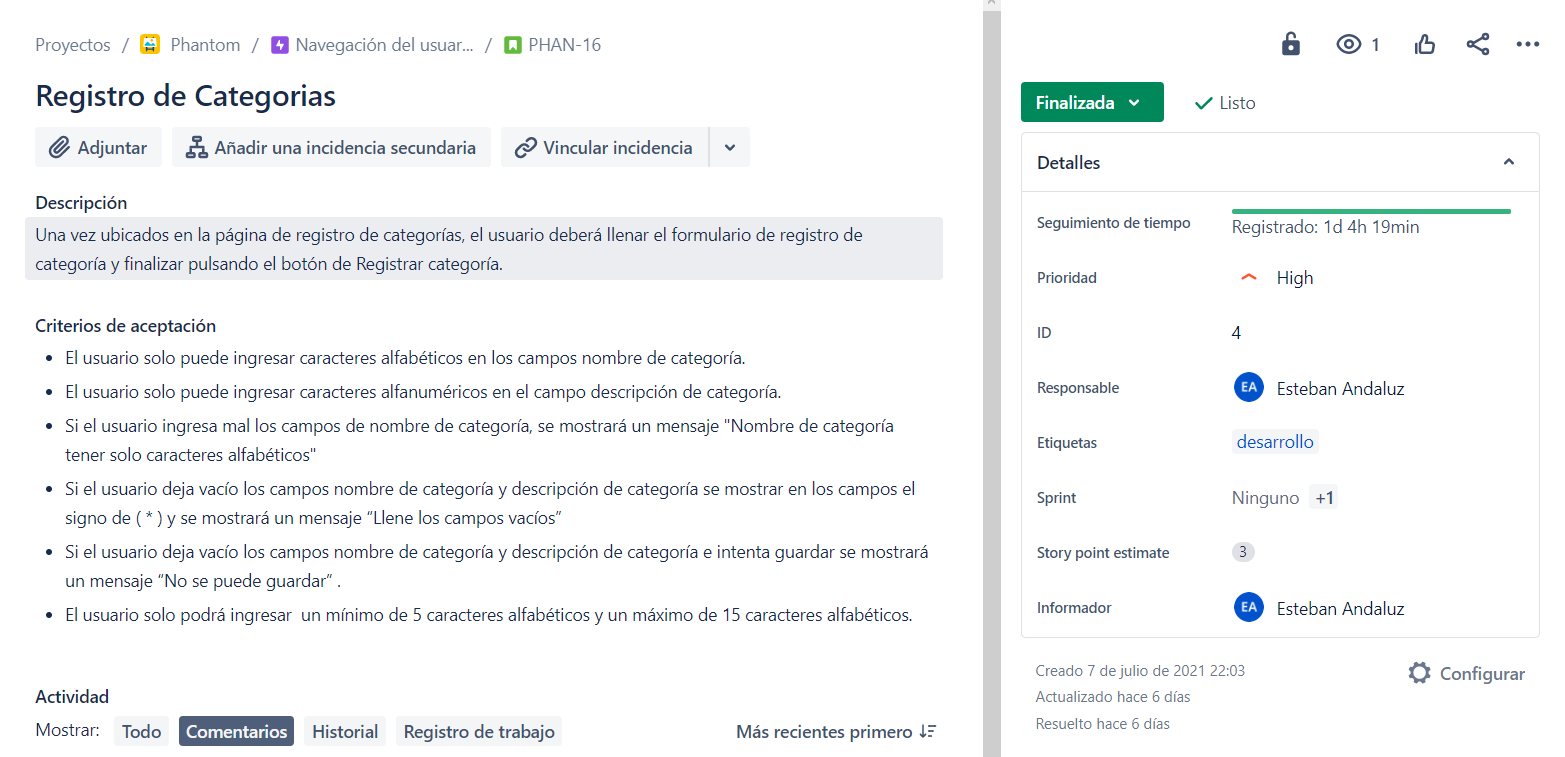 Proyectos / Phantom / Navegación del usuar... / PHAN-16
Registro de Categorias
Adjuntar
Añadir una incidencia secundaria
Vincular incidencia
Descripción
Una vez ubicados en la página de registro de categorías, el usuario deberá llenar el formulario de registro de
categoría y finalizar pulsando el botón de Registrar categoría.
Criterios de aceptación
• El usuario solo puede ingresar caracteres alfabéticos en los campos nombre de categoría.
• El usuario solo puede ingresar caracteres alfanuméricos en el campo descripción de categoría.
• Si el usuario ingresa mal los campos de nombre de categoría, se mostrará un mensaje "Nombre de categoría
tener solo caracteres alfabéticos"
• Si el usuario deja vacío los campos nombre de categoría y descripción de categoría se mostrar en los campos el
signo de ( * ) y se mostrará un mensaje “Llene los campos vacíos”
• Si el usuario deja vacío los campos nombre de categoría y descripción de categoría e intenta guardar se mostrará
un mensaje “No se puede guardar” .
• El usuario solo podrá ingresar  un mínimo de 5 caracteres alfabéticos y un máximo de 15 caracteres alfabéticos.
Actividad
Mostrar: Todo Comentarios Historial Registro de trabajo Más recientes primero
1
Finalizada
Listo
Detalles
Seguimiento de tiempo
Registrado: 1d 4h 19min
Prioridad High
ID 4
Responsable EA Esteban Andaluz
Etiquetas desarrollo
Sprint Ninguno +1
Story point estimate 3
Informador EA Esteban Andaluz
Creado 7 de julio de 2021 22:03
Configurar
Actualizado hace 6 días
Resuelto hace 6 días